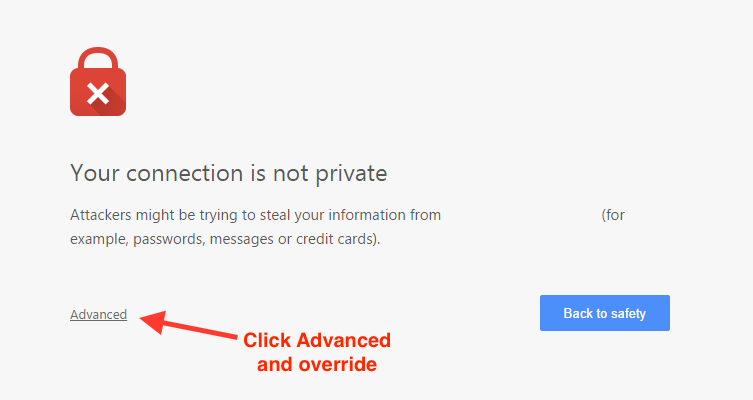 Your connection is not private
Attackers might be trying to steal your information from (for
example, passwords, messages or credit cards).
Advanced
Back to safety
Click Advanced
and override